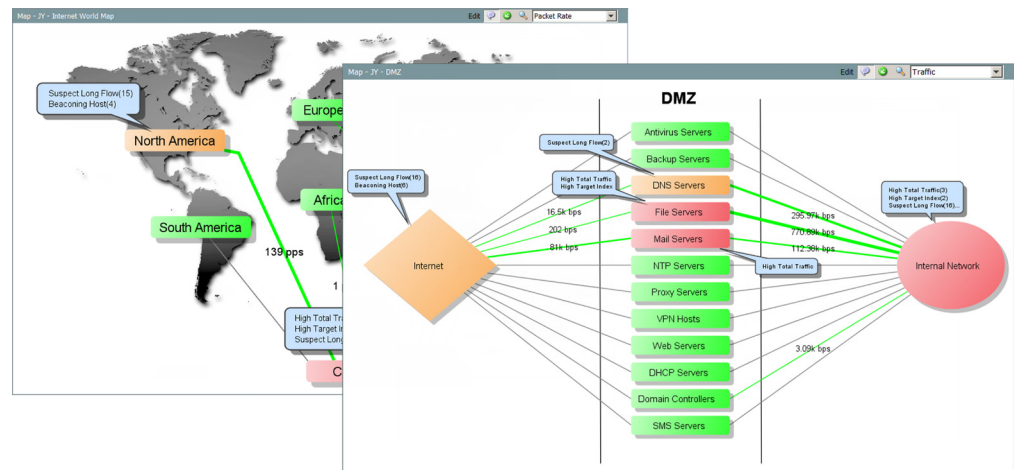 Map - JY - Internet World Map
Edit
Packet Rate
Suspect Long Flow(15)
Beaconing Host(4)
North America
Europe
Africa
South America
139 pps
1
High Total Tra
High Target In
Suspect Long
C
Map - JY - DMZ
Edit
Traffic
DMZ
Antivirus Servers
Backup Servers
DNS Servers
File Servers
Mail Servers
NTP Servers
Proxy Servers
VPN Hosts
Web Servers
DHCP Servers
Domain Controllers
SMS Servers
Suspect Long Flow(2)
High Total Traffic
High Target Index
High Total Traffic
Suspect Long Flow(16)
Beaconing Host(6)
Internet
16.5k bps
202 bps
81k bps
295.97k bps
770.89k bps
112.38k bps
3.09k bps
High Total Traffic(3)
High Target Index(2)
Suspect Long Flow(16)...
Internal Network